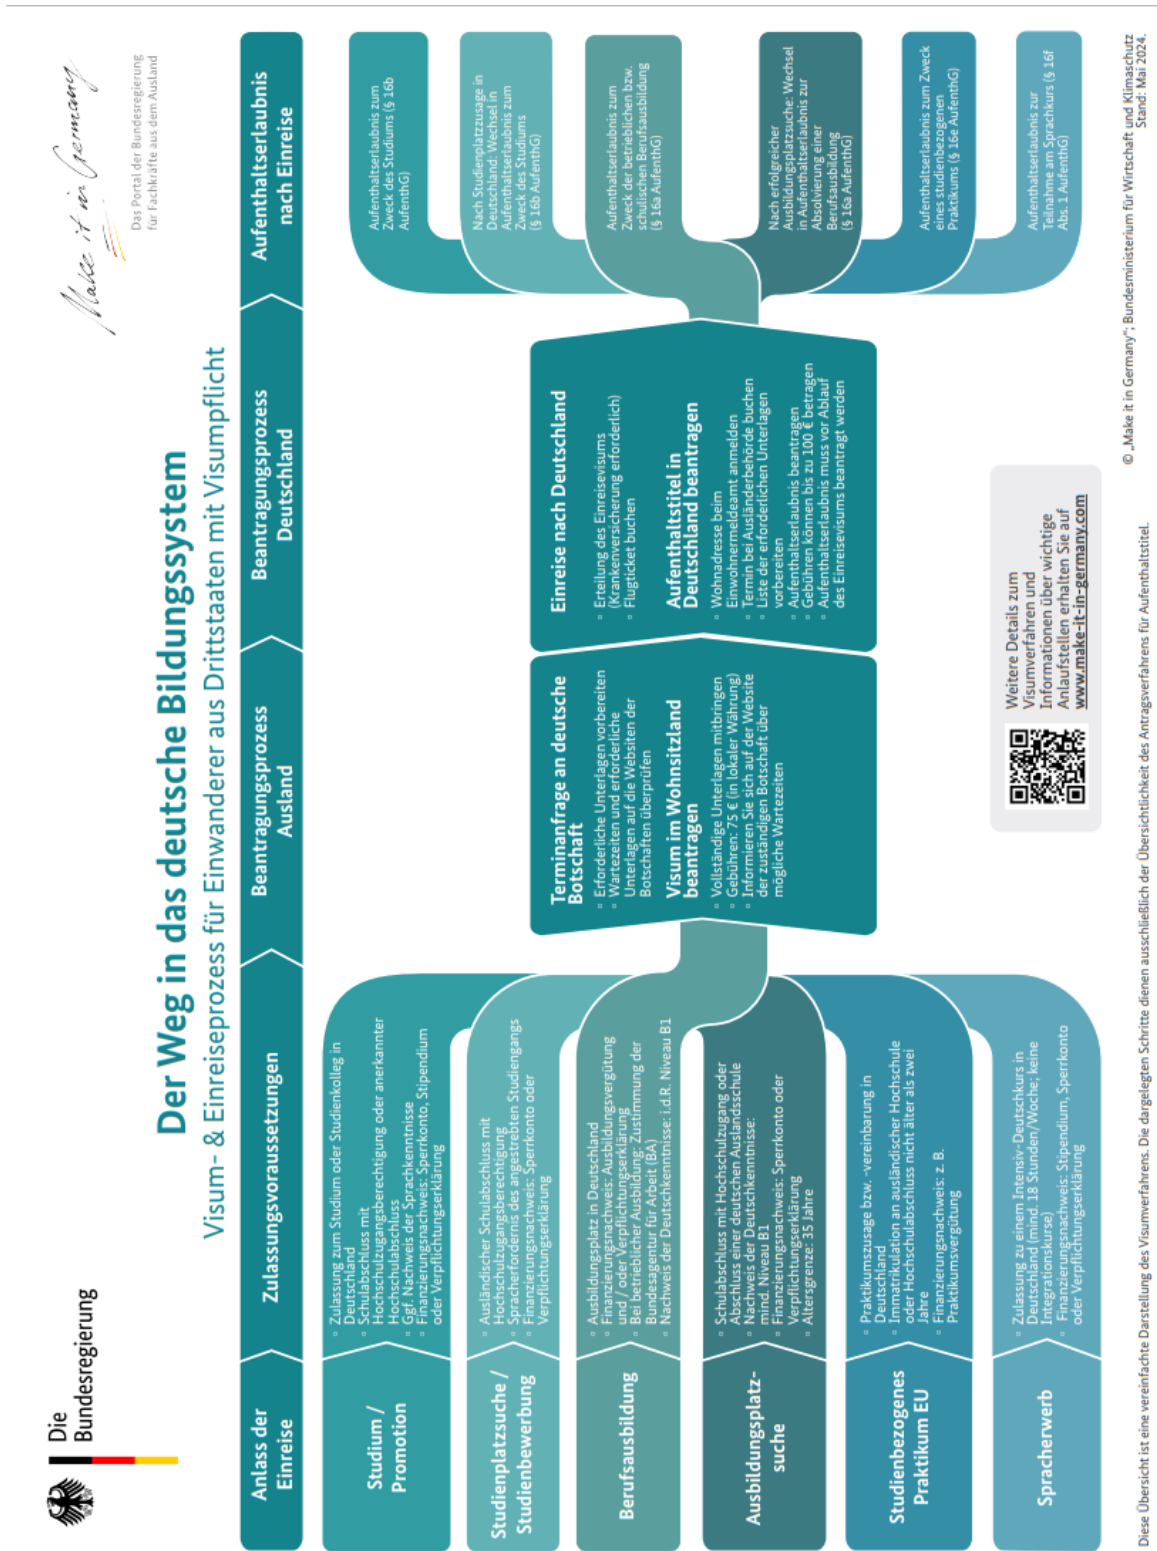 Die
Bundesregierung
Make it in Germany
Das Portal der Bundesregierung
für Fachkräfte aus dem Ausland
Der Weg in das deutsche Bildungssystem
Visum- & Einreiseprozess für Einwanderer aus Drittstaaten mit Visumpflicht
Anlass der
Einreise
Zulassungsvoraussetzungen
Beantragungsprozess
Ausland
Beantragungsprozess
Deutschland
Aufenthaltserlaubnis
nach Einreise
Studium /
Promotion
▫ Zulassung zum Studium oder Studienkolleg in
Deutschland
▫ Schulabschluss mit
Hochschulzugangsberechtigung oder anerkannter
Hochschulabschluss
▫ Ggf. Nachweis der Sprachkenntnisse
▫ Finanzierungsnachweis: Sperrkonto, Stipendium
oder Verpflichtungserklärung
Studienplatzsuche /
Studienbewerbung
▫ Ausländischer Schulabschluss mit
Hochschulzugangsberechtigung
▫ Spracherfordernis des angestrebten Studiengangs
▫ Finanzierungsnachweis: Sperrkonto oder
Verpflichtungserklärung
Berufsausbildung
▫ Ausbildungsplatz in Deutschland
▫ Finanzierungsnachweis: Ausbildungsvergütung
und / oder Verpflichtungserklärung
▫ Bei betrieblicher Ausbildung: Zustimmung der
Bundesagentur für Arbeit (BA)
▫ Nachweis der Deutschkenntnisse: i.d.R. Niveau B1
Ausbildungsplatz-
suche
▫ Schulabschluss mit Hochschulzugang oder
Abschluss einer deutschen Auslandsschule
▫ Nachweis der Deutschkenntnisse:
mind. Niveau B1
▫ Finanzierungsnachweis: Sperrkonto oder
Verpflichtungserklärung
▫ Altersgrenze: 35 Jahre
Studienbezogenes
Praktikum EU
▫ Praktikumszusage bzw. -vereinbarung in
Deutschland
▫ Immatrikulation an ausländischer Hochschule
oder Hochschulabschluss nicht älter als zwei
Jahre
▫ Finanzierungsnachweis: z. B.
Praktikumsvergütung
Spracherwerb
▫ Zulassung zu einem Intensiv-Deutschkurs in
Deutschland (mind. 18 Stunden/Woche; keine
Integrationskurse)
▫ Finanzierungsnachweis: Stipendium, Sperrkonto
oder Verpflichtungserklärung
Terminanfrage an deutsche
Botschaft
▫ Erforderliche Unterlagen vorbereiten
▫ Wartezeiten und erforderliche
Unterlagen auf die Websiten der
Botschaften überprüfen
Visum im Wohnsitzland
beantragen
▫ Vollständige Unterlagen mitbringen
▫ Gebühren: 75 € (in lokaler Währung)
▫ Informieren Sie sich auf der Website
der zuständigen Botschaft über
mögliche Wartezeiten
Einreise nach Deutschland
▫ Erteilung des Einreisevisums
(Krankenversicherung erforderlich)
▫ Flugticket buchen
Aufenthaltstitel in
Deutschland beantragen
▫ Wohnadresse beim
Einwohnermeldeamt anmelden
▫ Termin bei Ausländerbehörde buchen
▫ Liste der erforderlichen Unterlagen
vorbereiten
▫ Aufenthaltserlaubnis beantragen
▫ Gebühren können bis zu 100 € betragen
▫ Aufenthaltserlaubnis muss vor Ablauf
des Einreisevisums beantragt werden
Aufenthaltserlaubnis zum
Zweck des Studiums (§ 16b
AufenthG)
Nach Studienplatzzusage in
Deutschland: Wechsel in
Aufenthaltserlaubnis zum
Zweck des Studiums
(§ 16b AufenthG)
Aufenthaltserlaubnis zum
Zweck der betrieblichen bzw.
schulischen Berufsausbildung
(§ 16a AufenthG)
Nach erfolgreicher
Ausbildungsplatzsuche: Wechsel
in Aufenthaltserlaubnis zur
Absolvierung einer
Berufsausbildung
(§ 16a AufenthG)
Aufenthaltserlaubnis zum Zweck
eines studienbezogenen
Praktikums (§ 16e AufenthG)
Aufenthaltserlaubnis zur
Teilnahme am Sprachkurs (§ 16f
Abs. 1 AufenthG)
Weitere Details zum
Visumverfahren und
Informationen über wichtige
Anlaufstellen erhalten Sie auf
www.make-it-in-germany.com
© „Make it in Germany“; Bundesministerium für Wirtschaft und Klimaschutz
Stand: Mai 2024.
Diese Übersicht ist eine vereinfachte Darstellung des Visumverfahrens. Die dargelegten Schritte dienen ausschließlich der Übersichtlichkeit des Antragsverfahrens für Aufenthaltstitel.